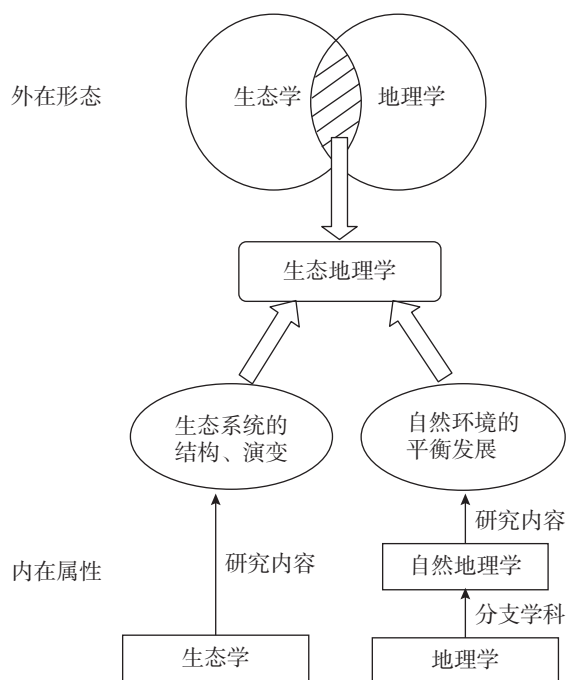 外在形态
生态学
地理学
生态地理学
生态系统的
结构、演变
自然环境的
平衡发展
研究内容
内在属性
研究内容
自然地理学
分支学科
生态学
地理学